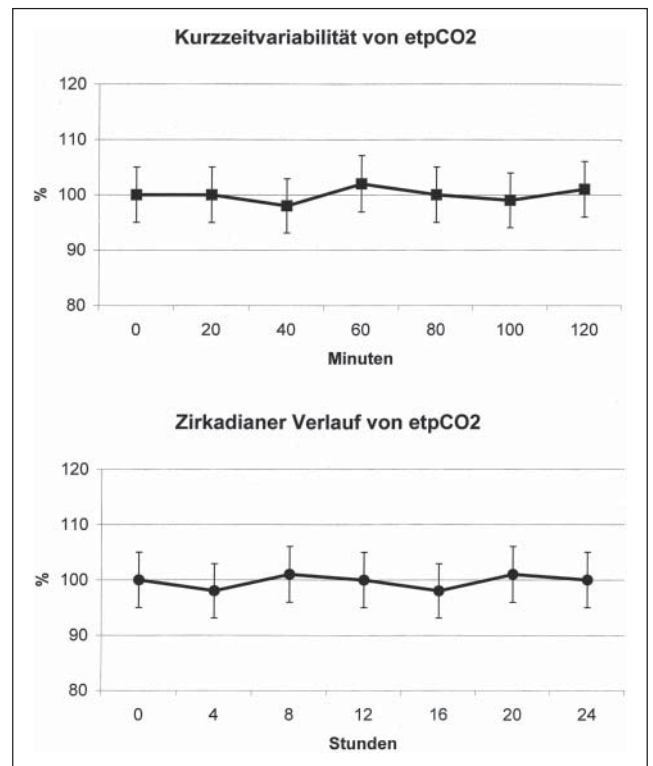 Kurzzeitvariabilität von etpCO2
120
110
100
90
80
%
0 20 40 60 80 100 120
Minuten
Zirkadianer Verlauf von etpCO2
120
110
100
90
80
%
0 4 8 12 16 20 24
Stunden